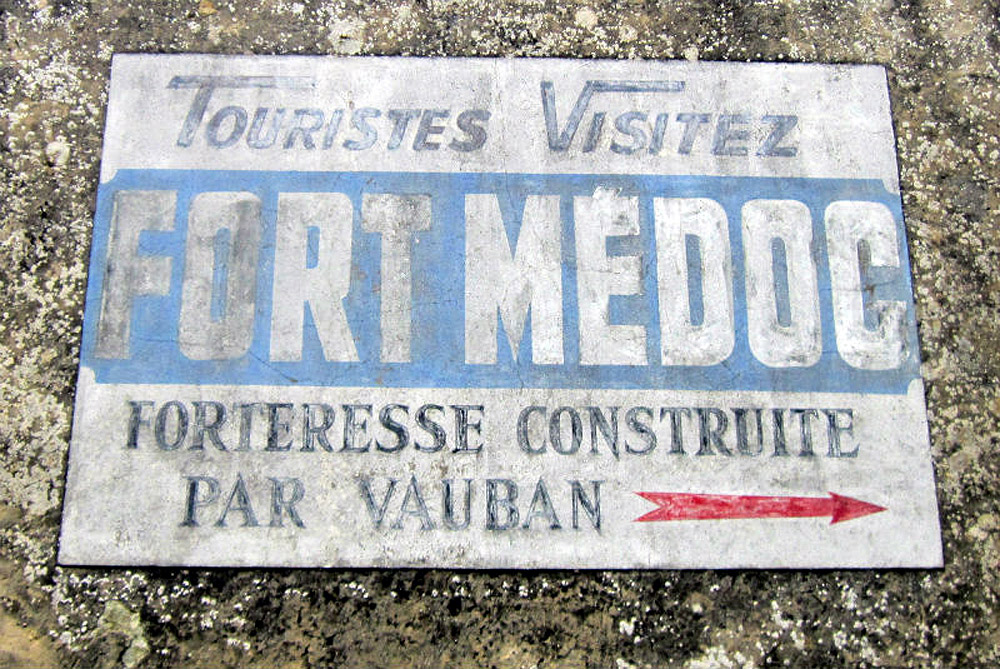 TOURISTES VISITEZ
FORT MÉDOC
FORTERESSE CONSTRUITE
PAR VAUBAN